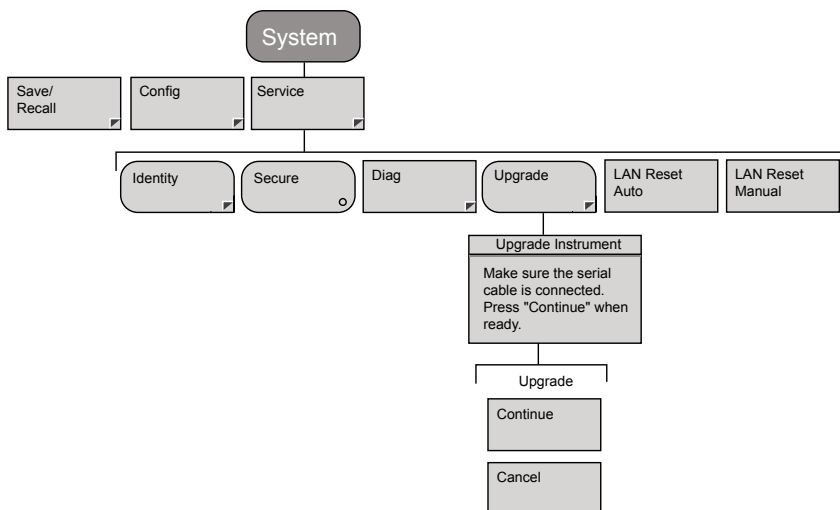 System
Save/
Recall
Config
Service
Identity
Secure
Diag
Upgrade
LAN Reset
Auto
LAN Reset
Manual
Upgrade Instrument
Make sure the serial
cable is connected.
Press "Continue" when
ready.
Upgrade
Continue
Cancel